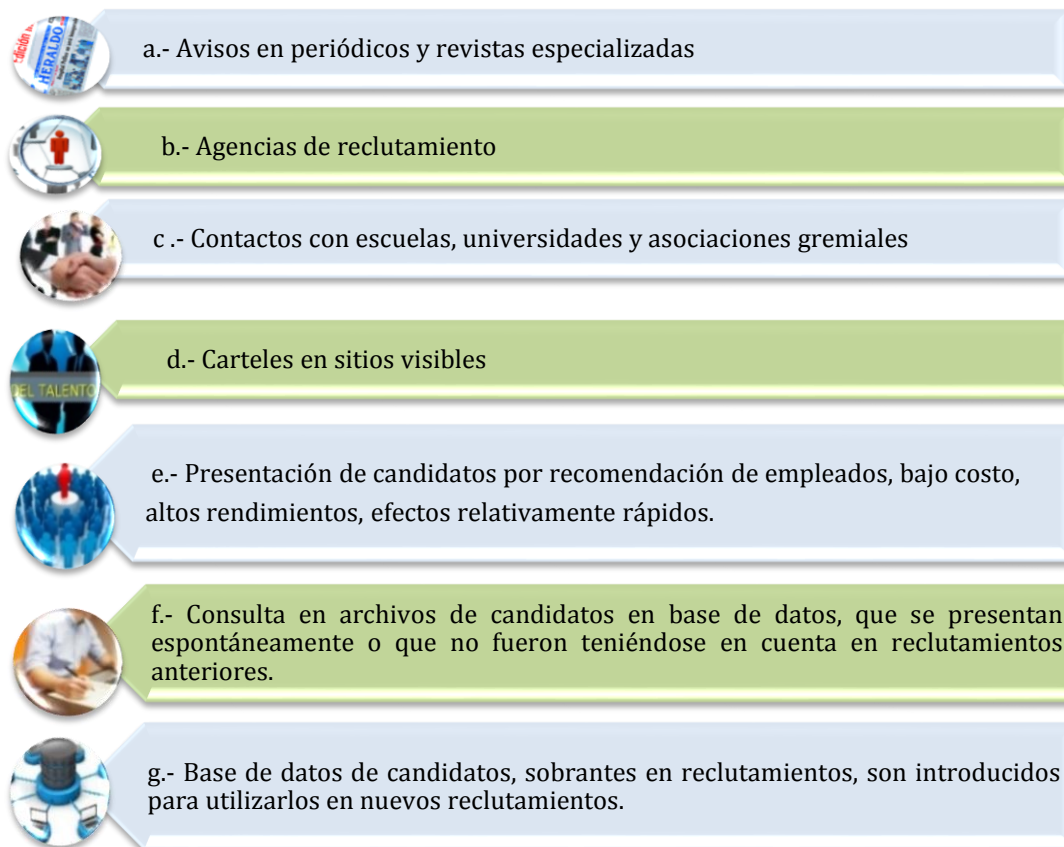 Edición
HERALDO
a.- Avisos en periódicos y revistas especializadas
b.- Agencias de reclutamiento
c .- Contactos con escuelas, universidades y asociaciones gremiales
DEL TALENTO
d.- Carteles en sitios visibles
e.- Presentación de candidatos por recomendación de empleados, bajo costo,
altos rendimientos, efectos relativamente rápidos.
f.- Consulta en archivos de candidatos en base de datos, que se presentan
espontáneamente o que no fueron teniéndose en cuenta en reclutamientos
anteriores.
g.- Base de datos de candidatos, sobrantes en reclutamientos, son introducidos
para utilizarlos en nuevos reclutamientos.